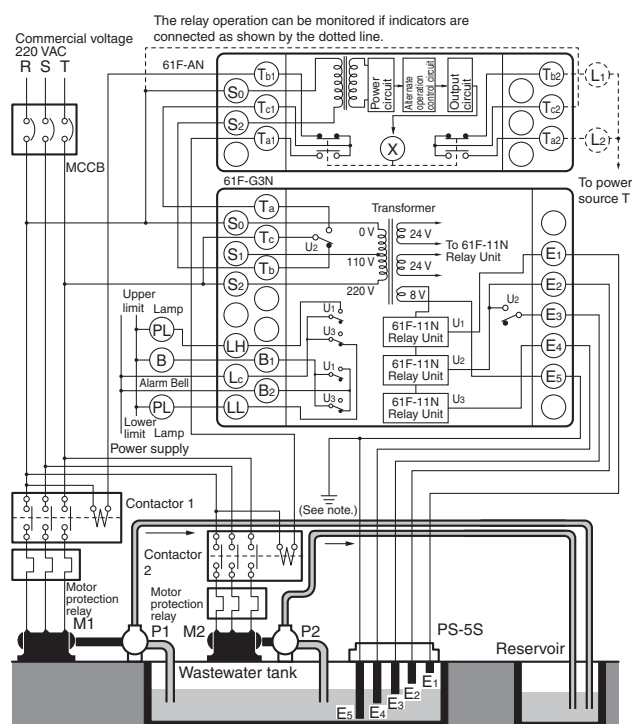 The relay operation can be monitored if indicators are
connected as shown by the dotted line.
Commercial voltage
220 VAC
R S T
61F-AN
MCCB
S0
S2
Tb1
Tc1
Ta1
Power circuit
Alternate operation control circuit
Output circuit
X
Tb2
Tc2
Ta2
L1
L2
To power
source T
61F-G3N
S0
S1
S2
Ta
Tc
Tb
U2
Transformer
0 V
110 V
220 V
24 V
24 V
8 V
To 61F-11N
Relay Unit
E1
E2
E3
E4
E5
U2
61F-11N
Relay Unit
U1
61F-11N
Relay Unit
U2
61F-11N
Relay Unit
U3
Upper
limit
Lamp
PL
B
Alarm Bell
PL
Lower
limit
Lamp
Power supply
LH
Lc
LL
B1
B2
U1
U3
U1
U3
(See note.)
Contactor 1
Contactor
2
Motor
protection
relay
Motor
protection
relay
M1
P1
M2
P2
PS-5S
Reservoir
Wastewater tank
E5
E4
E3
E2
E1